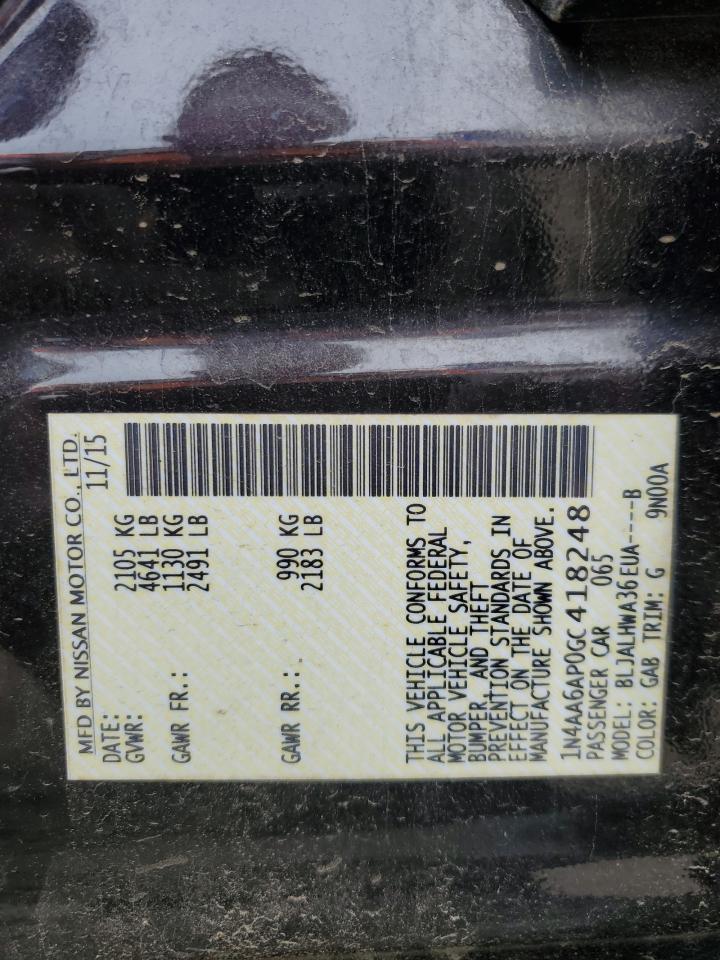 MFD BY NISSAN MOTOR CO., LTD.
DATE: 11/15
GVWR: 2105 KG
4641 LB
GAWR FR.: 1130 KG
2491 LB
GAWR RR.: 990 KG
2183 LB
THIS VEHICLE CONFORMS TO
ALL APPLICABLE FEDERAL
MOTOR VEHICLE SAFETY,
BUMPER, AND THEFT
PREVENTION STANDARDS IN
EFFECT ON THE DATE OF
MANUFACTURE SHOWN ABOVE.
1N4AA6AP0GC418248
PASSENGER CAR 065
MODEL: BLJALHWA36EUA----B
COLOR: GAB TRIM: G 9N00A